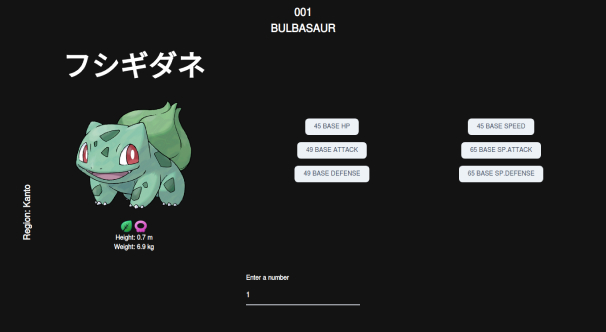 001
BULBASAUR
フシギダネ
45 BASE HP
45 BASE SPEED
49 BASE ATTACK
65 BASE SP.ATTACK
49 BASE DEFENSE
65 BASE SP.DEFENSE
Region: Kanto
Height: 0.7 m
Weight: 6.9 kg
Enter a number
1